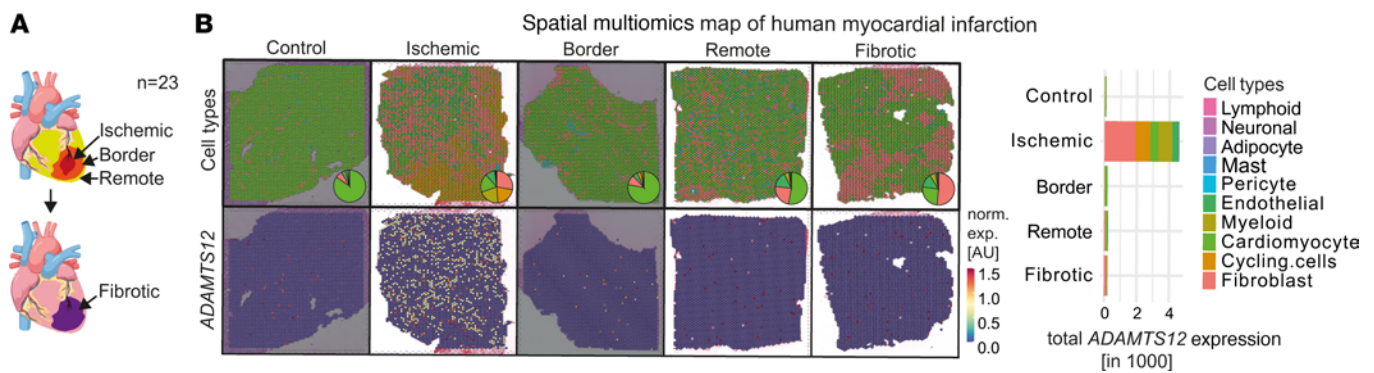 A
n=23
Ischemic
Border
Remote
Fibrotic
B
Spatial multiomics map of human myocardial infarction
Control
Ischemic
Border
Remote
Fibrotic
Cell types
ADAMTS12
norm.
exp.
[AU]
1.5
1.0
0.5
0.0
Control
Ischemic
Border
Remote
Fibrotic
0 2 4
total ADAMTS12 expression
[in 1000]
Cell types
Lymphoid
Neuronal
Adipocyte
Mast
Pericyte
Endothelial
Myeloid
Cardiomyocyte
Cycling.cells
Fibroblast